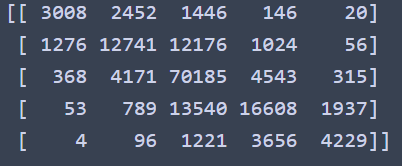 [[ 3008 2452 1446 146 20]
[ 1276 12741 12176 1024 56]
[ 368 4171 70185 4543 315]
[ 53 789 13540 16608 1937]
[ 4 96 1221 3656 4229]]